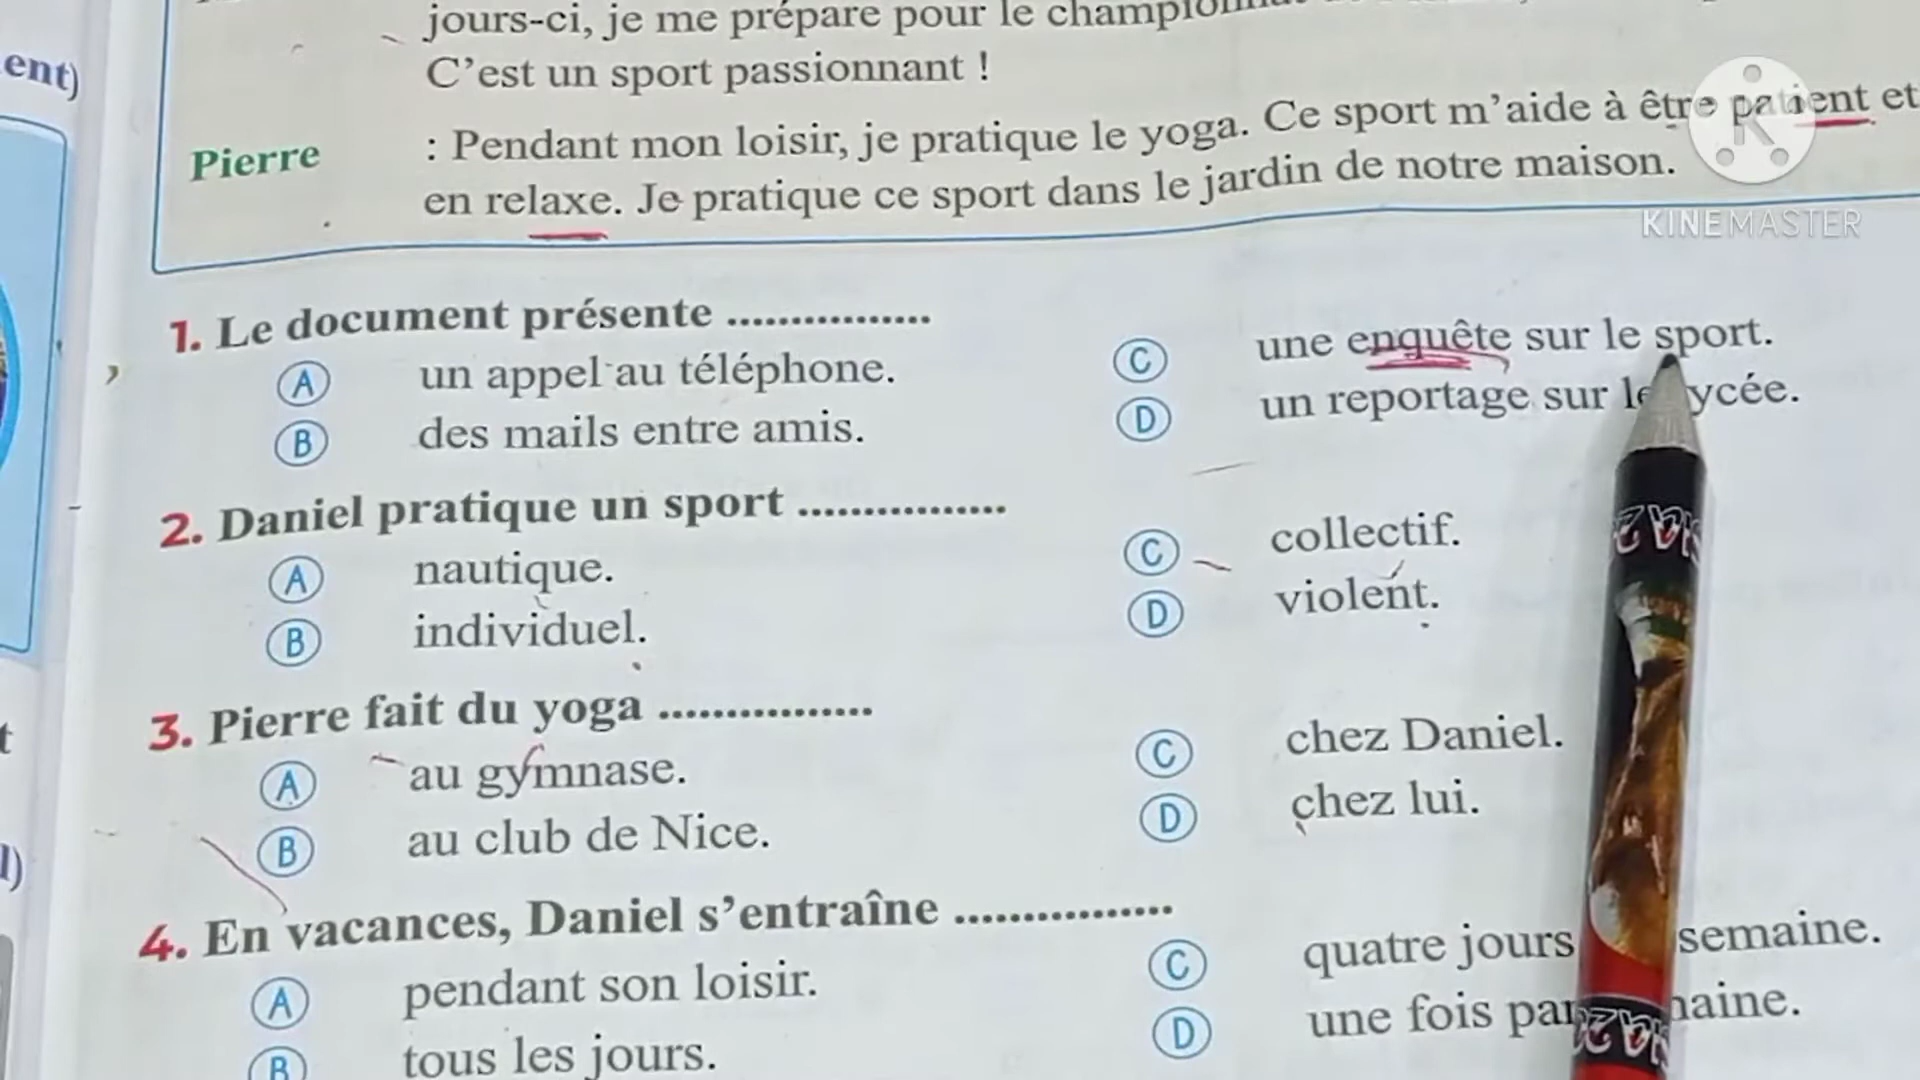 jours-ci, je me prépare pour le
C'est un sport passionnant !
ent)
Pierre : Pendant mon loisir, je pratique le yoga. Ce sport m'aide à être patient et
en relaxe. Je pratique ce sport dans le jardin de notre maison.
KINEMASTER
1. Le document présente ................
A un appel au téléphone.
C une enquête sur le sport.
B des mails entre amis.
D un reportage sur
2. Daniel pratique un sport ................
A nautique.
C collectif.
B individuel.
D violent.
3. Pierre fait du yoga ................
A au gymnase.
C chez Daniel.
B au club de Nice.
D chez lui.
4. En vacances, Daniel s'entraîne ................
A pendant son loisir.
C quatre jours semaine.
B tous les jours.
D une fois par